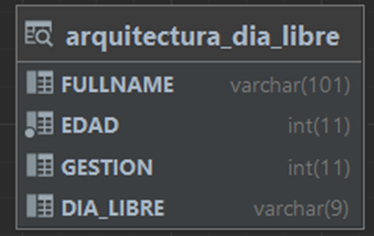 arquitectura_dia_libre
FULLNAME varchar(101)
EDAD int(11)
GESTION int(11)
DIA_LIBRE varchar(9)